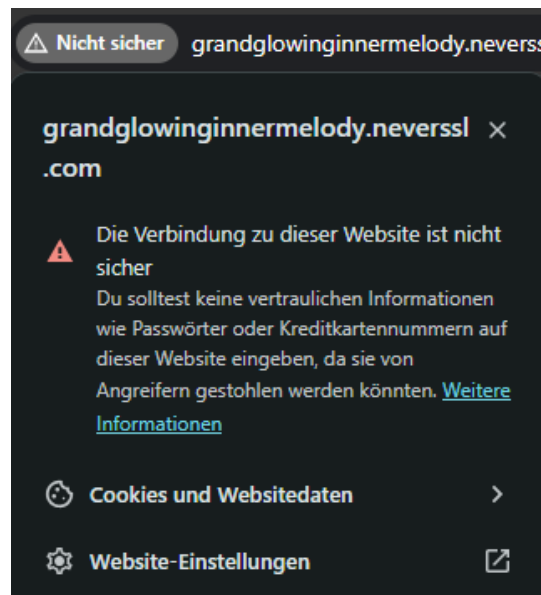 Nicht sicher grandglowinginnermelody.neverss
grandglowinginnermelody.neverssl
.com
Die Verbindung zu dieser Website ist nicht
sicher
Du solltest keine vertraulichen Informationen
wie Passwörter oder Kreditkartennummern auf
dieser Website eingeben, da sie von
Angreifern gestohlen werden könnten. Weitere
Informationen
Cookies und Websitedaten
Website-Einstellungen